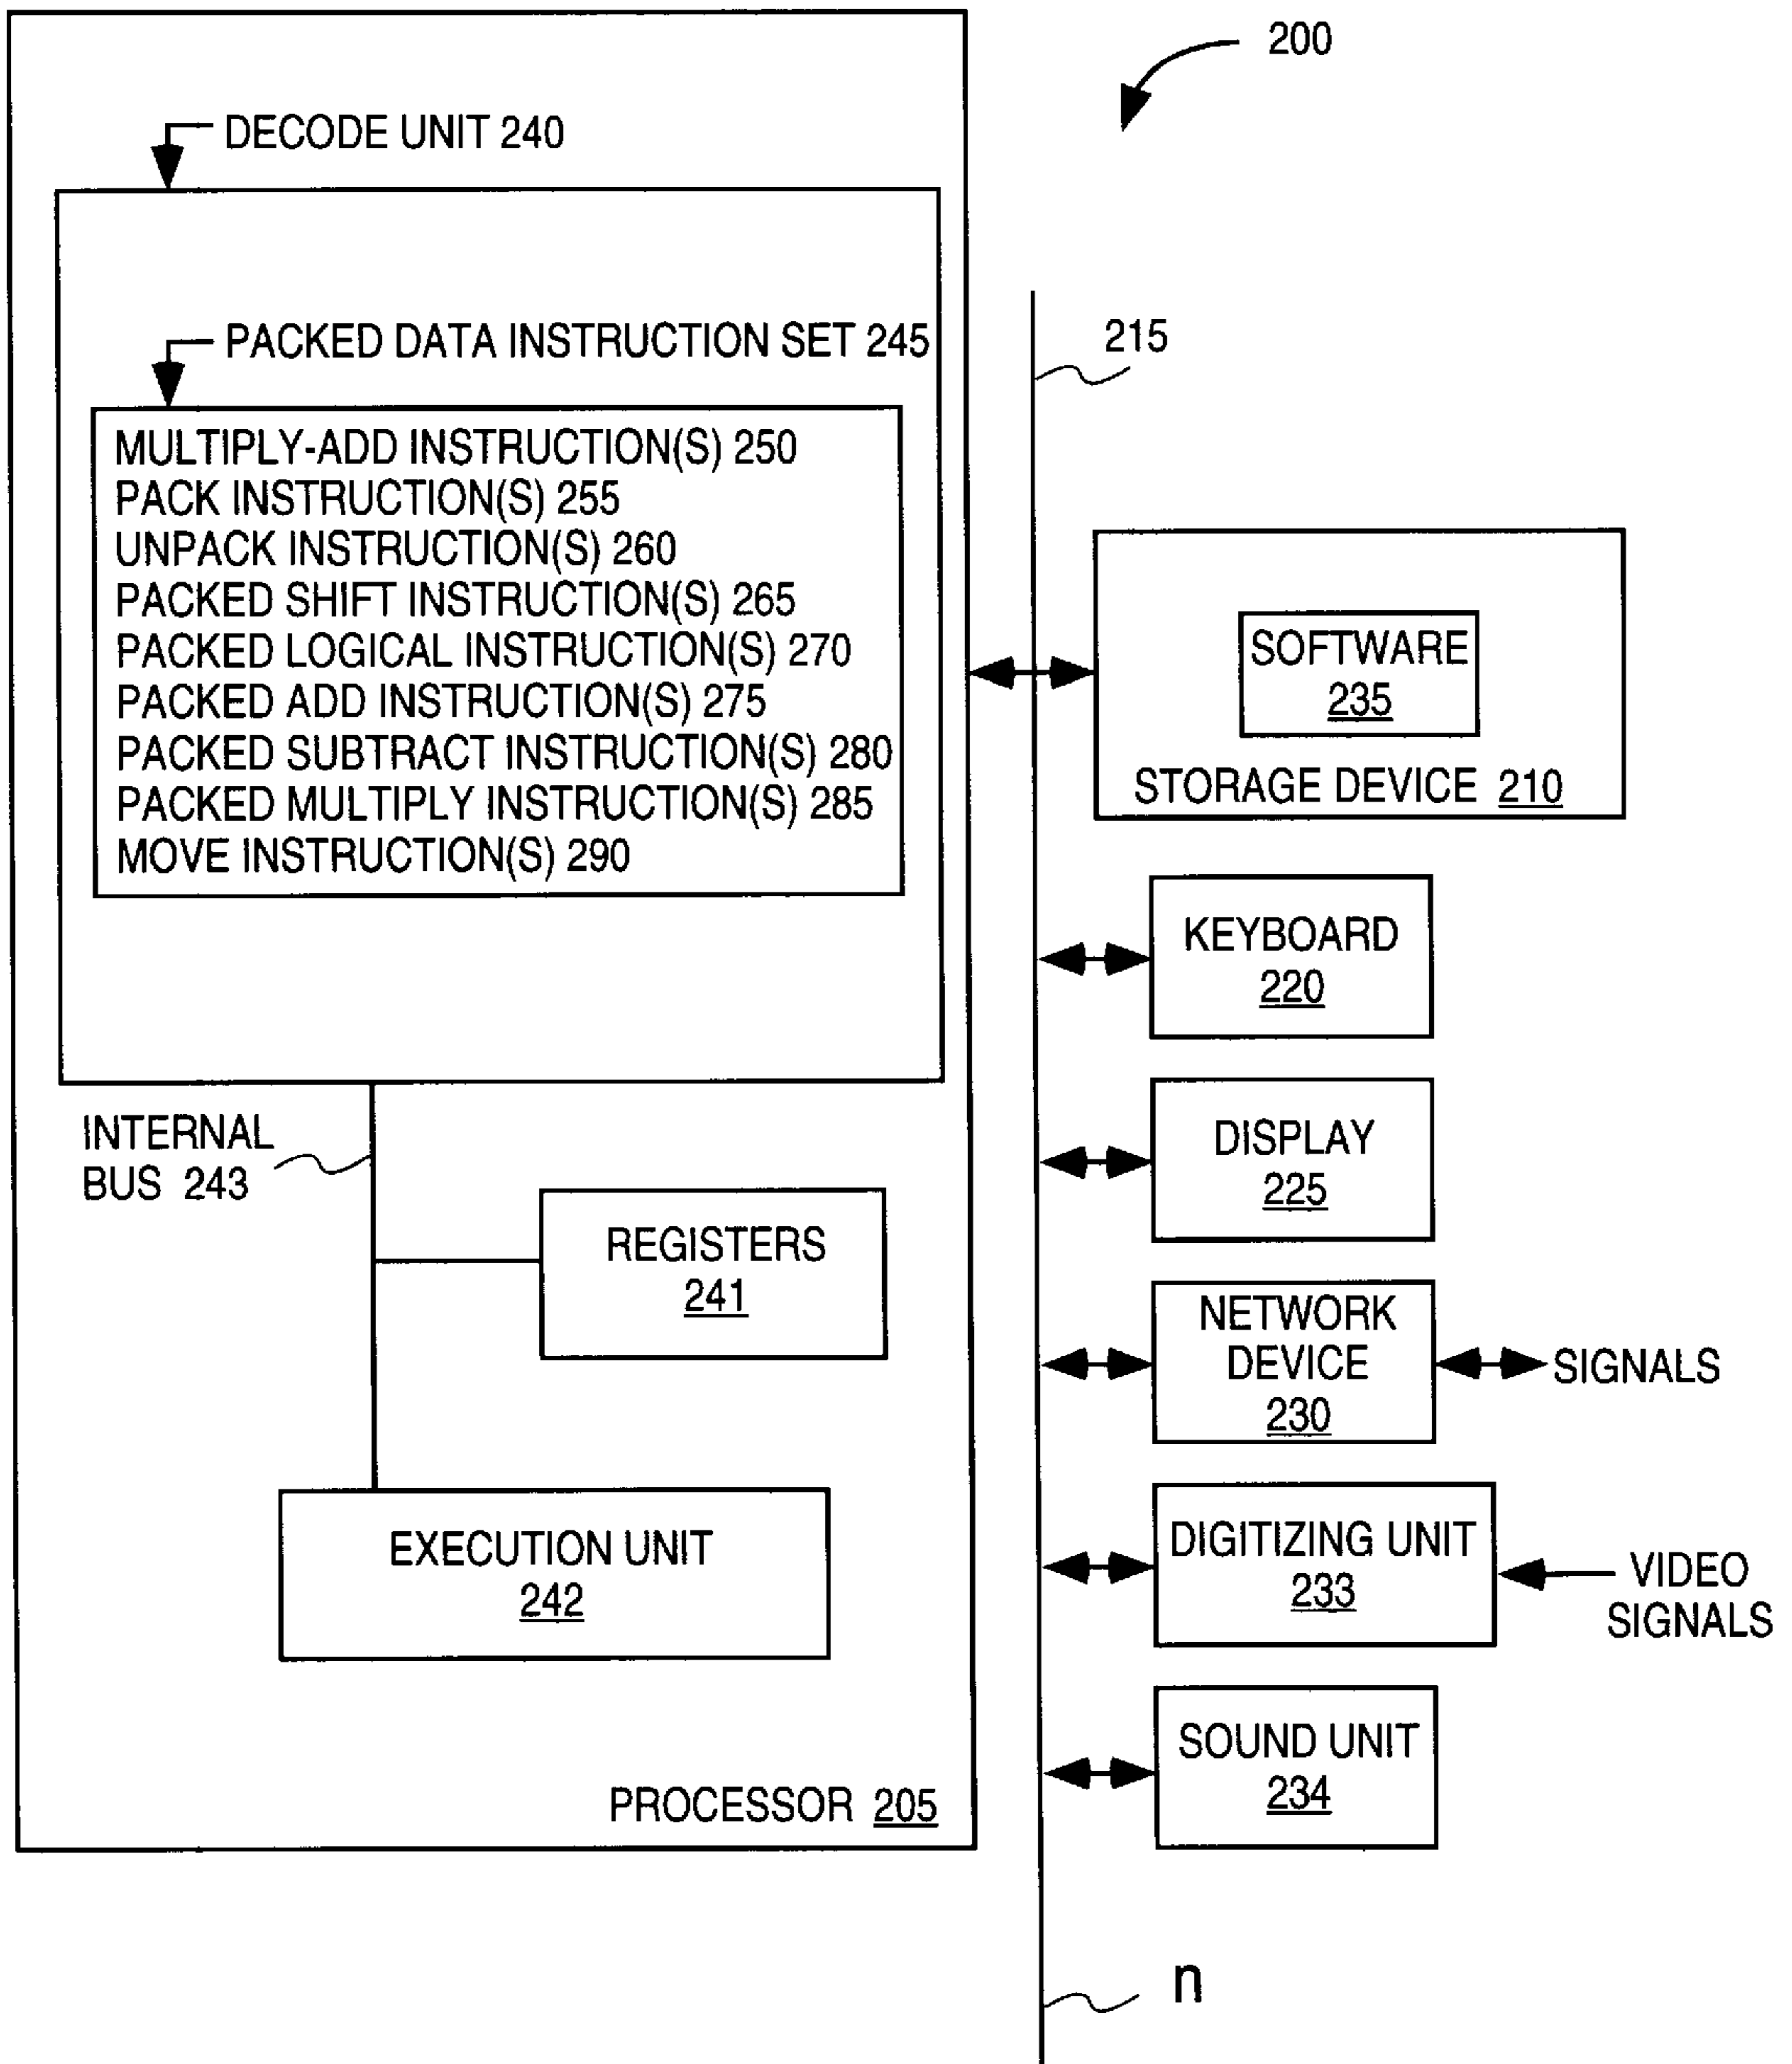 200
DECODE UNIT 240
PACKED DATA INSTRUCTION SET 245
MULTIPLY-ADD INSTRUCTION(S) 250
PACK INSTRUCTION(S) 255
UNPACK INSTRUCTION(S) 260
PACKED SHIFT INSTRUCTION(S) 265
PACKED LOGICAL INSTRUCTION(S) 270
PACKED ADD INSTRUCTION(S) 275
PACKED SUBTRACT INSTRUCTION(S) 280
PACKED MULTIPLY INSTRUCTION(S) 285
MOVE INSTRUCTION(S) 290
INTERNAL
BUS 243
REGISTERS
241
EXECUTION UNIT
242
PROCESSOR 205
215
SOFTWARE
235
STORAGE DEVICE 210
KEYBOARD
220
DISPLAY
225
NETWORK
DEVICE
230
SIGNALS
DIGITIZING UNIT
233
VIDEO
SIGNALS
SOUND UNIT
234
n